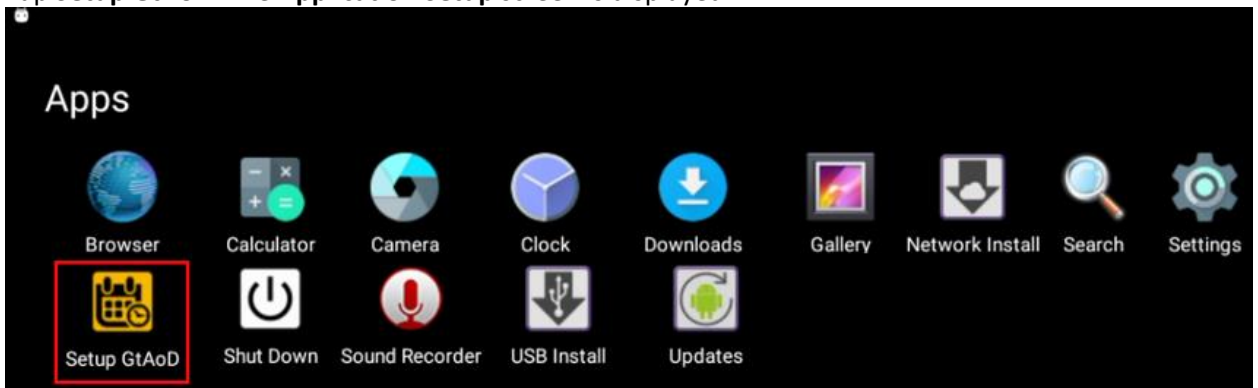 Apps
Browser Calculator Camera Clock Downloads Gallery Network Install Search Settings
Setup GtAoD Shut Down Sound Recorder USB Install Updates